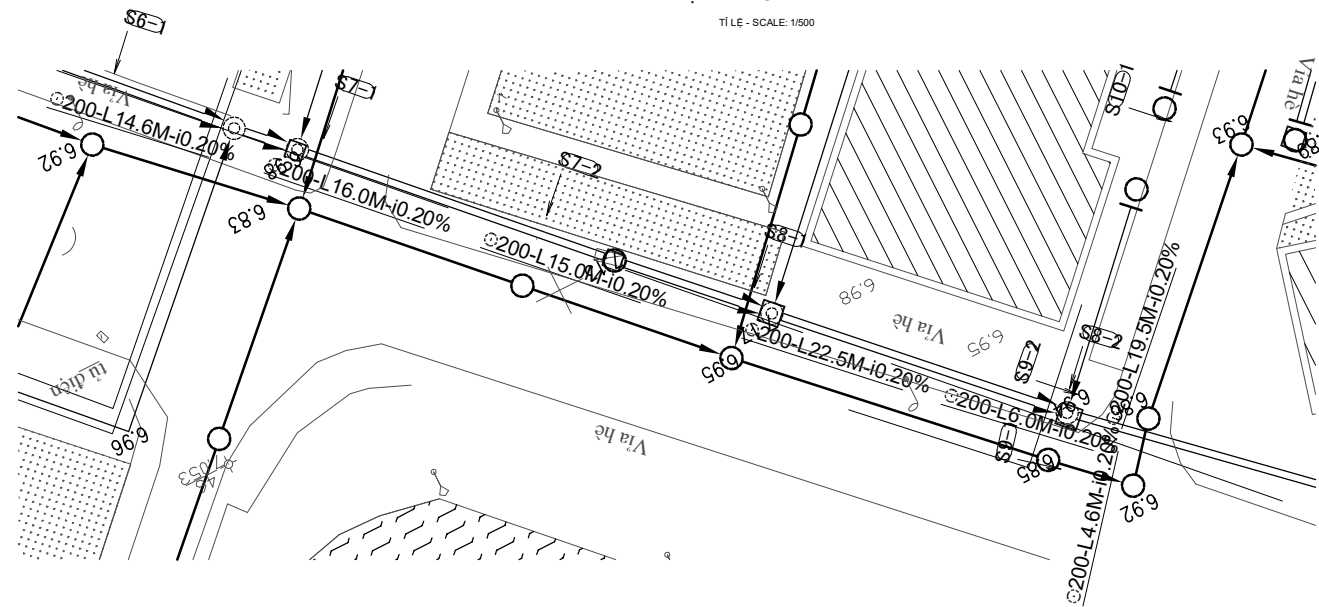 TỈ LỆ - SCALE: 1/500
S6-1
S7-1
S10-1
Vỉa hè
Vỉa hè
200-L14.6M-i0.20%
6.92
6.93
S7-2
200-L16.0M-i0.20%
6.83
S8-1
200-L15.0M-i0.20%
6.98
Vỉa hè
6.95
200-L19.5M-i0.20%
S8-2
S9-2
200-L22.5M-i0.20%
6.95
tủ điện
200-L6.0M-i0.20%
6.96
Vỉa hè
S9-1
6.85
6.92
200-L4.6M-i0.20%